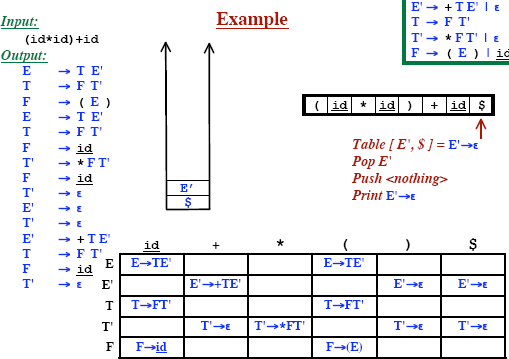 Example
Input:
(id*id)+id
Output:
E → T E'
T → F T'
F → ( E )
E → T E'
T → F T'
F → id
T' → * F T'
F → id
T' → ε
E' → ε
T' → ε
E' → + T E'
T → F T'
F → id
T' → ε
E'
$
E' → + T E' | ε
T → F T'
T' → * F T' | ε
F → ( E ) | id
( id * id ) + id $
Table [ E', $ ] = E'→ε
Pop E'
Push <nothing>
Print E'→ε
id + * ( ) $
E E→TE' E→TE'
E' E'→+TE' E'→ε E'→ε
T T→FT' T→FT'
T' T'→ε T'→*FT' T'→ε T'→ε
F F→id F→(E)